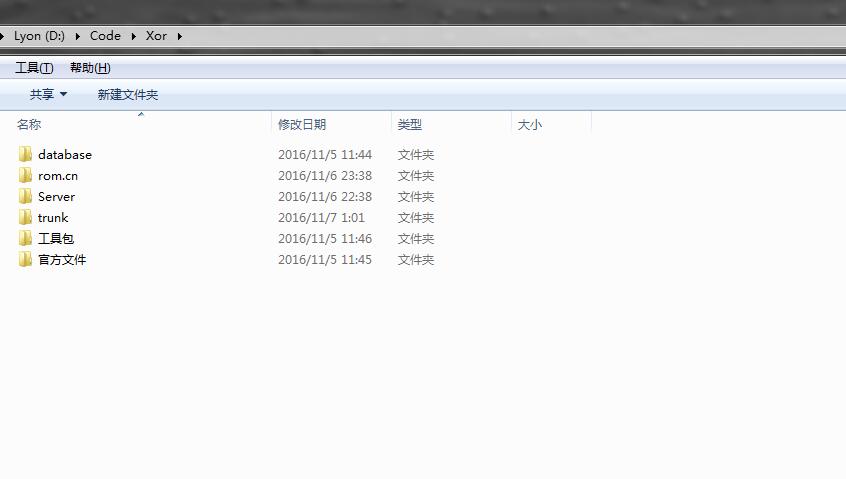 Lyon (D:) Code Xor
工具(T) 帮助(H)
共享 新建文件夹
名称 修改日期 类型 大小
database 2016/11/5 11:44 文件夹
rom.cn 2016/11/6 23:38 文件夹
Server 2016/11/6 22:38 文件夹
trunk 2016/11/7 1:01 文件夹
工具包 2016/11/5 11:46 文件夹
官方文件 2016/11/5 11:45 文件夹